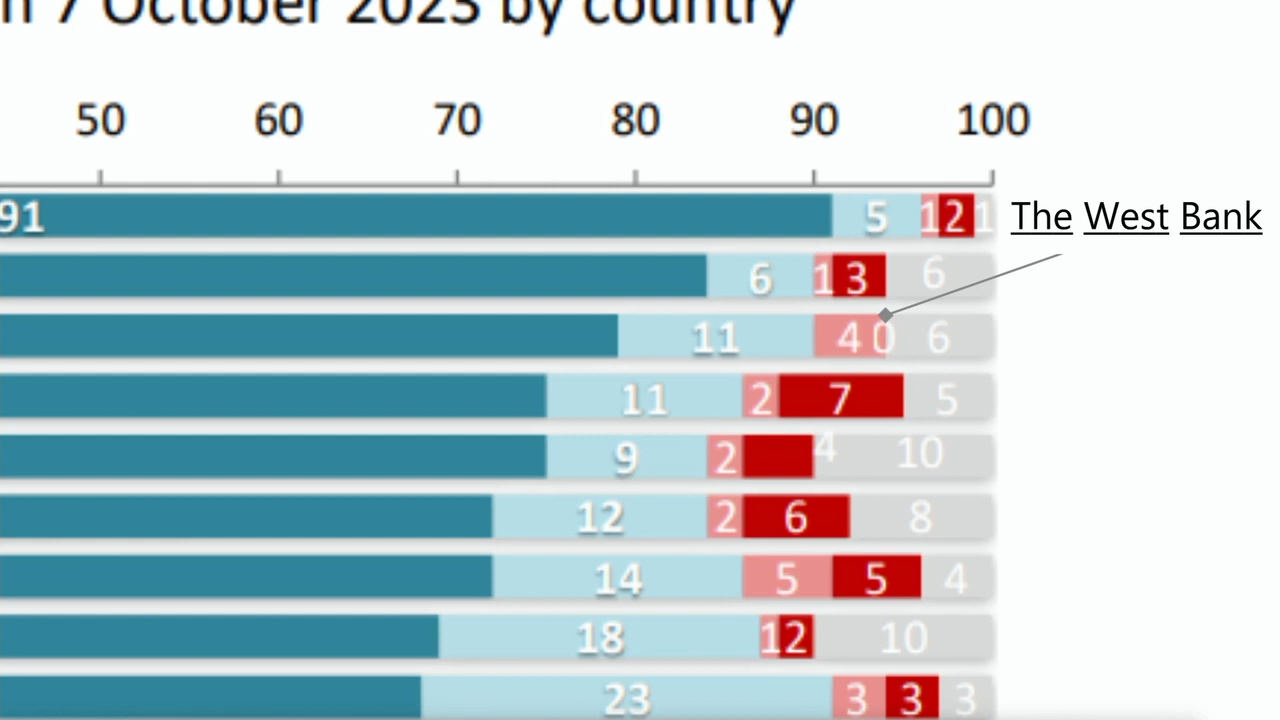 7 October 2023 by country
50 60 70 80 90 100
91 5 1 2 1 The West Bank
6 1 3 6
11 4 0 6
11 2 7 5
9 2 4 10
12 2 6 8
14 5 5 4
18 1 2 10
23 3 3 3